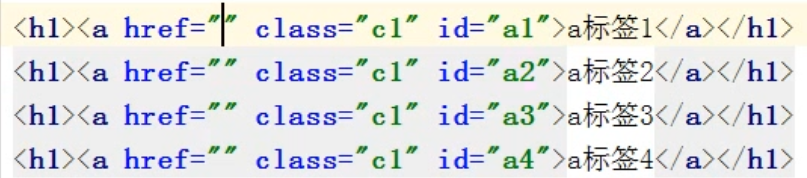 <h1><a href="" class="c1" id="a1">a标签1</a></h1>
<h1><a href="" class="c1" id="a2">a标签2</a></h1>
<h1><a href="" class="c1" id="a3">a标签3</a></h1>
<h1><a href="" class="c1" id="a4">a标签4</a></h1>